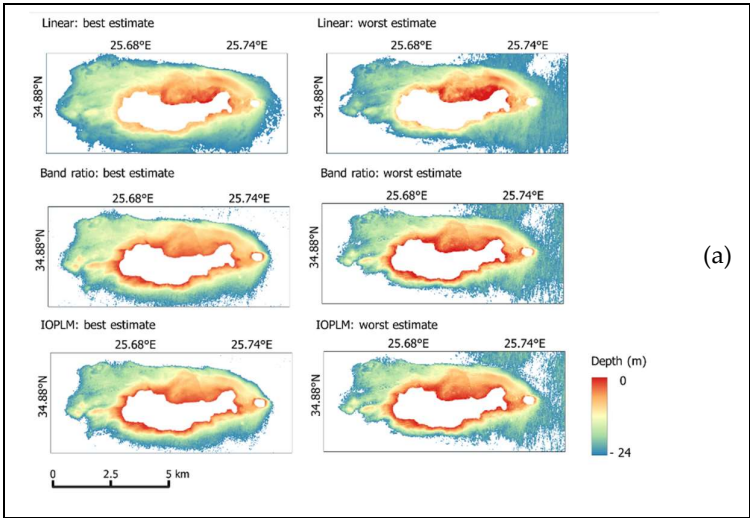 Linear: best estimate
Linear: worst estimate
25.68°E 25.74°E
25.68°E 25.74°E
34.88°N
34.88°N
Band ratio: best estimate
Band ratio: worst estimate
25.68°E 25.74°E
25.68°E 25.74°E
34.88°N
34.88°N
(a)
IOPLM: best estimate
IOPLM: worst estimate
25.68°E 25.74°E
25.68°E 25.74°E
34.88°N
34.88°N
Depth (m)
0
- 24
0 2.5 5 km